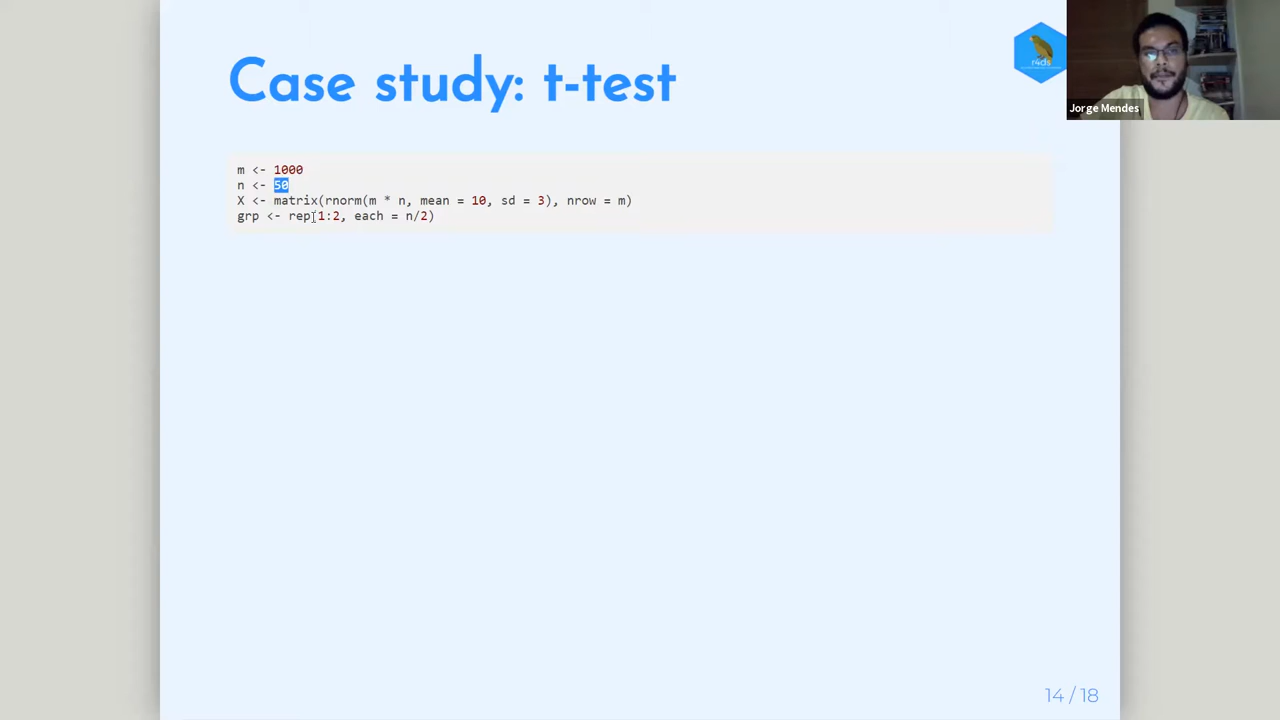 Case study: t-test
r4ds
Jorge Mendes
m <- 1000
n <- 50
X <- matrix(rnorm(m * n, mean = 10, sd = 3), nrow = m)
grp <- rep(1:2, each = n/2)
14 / 18